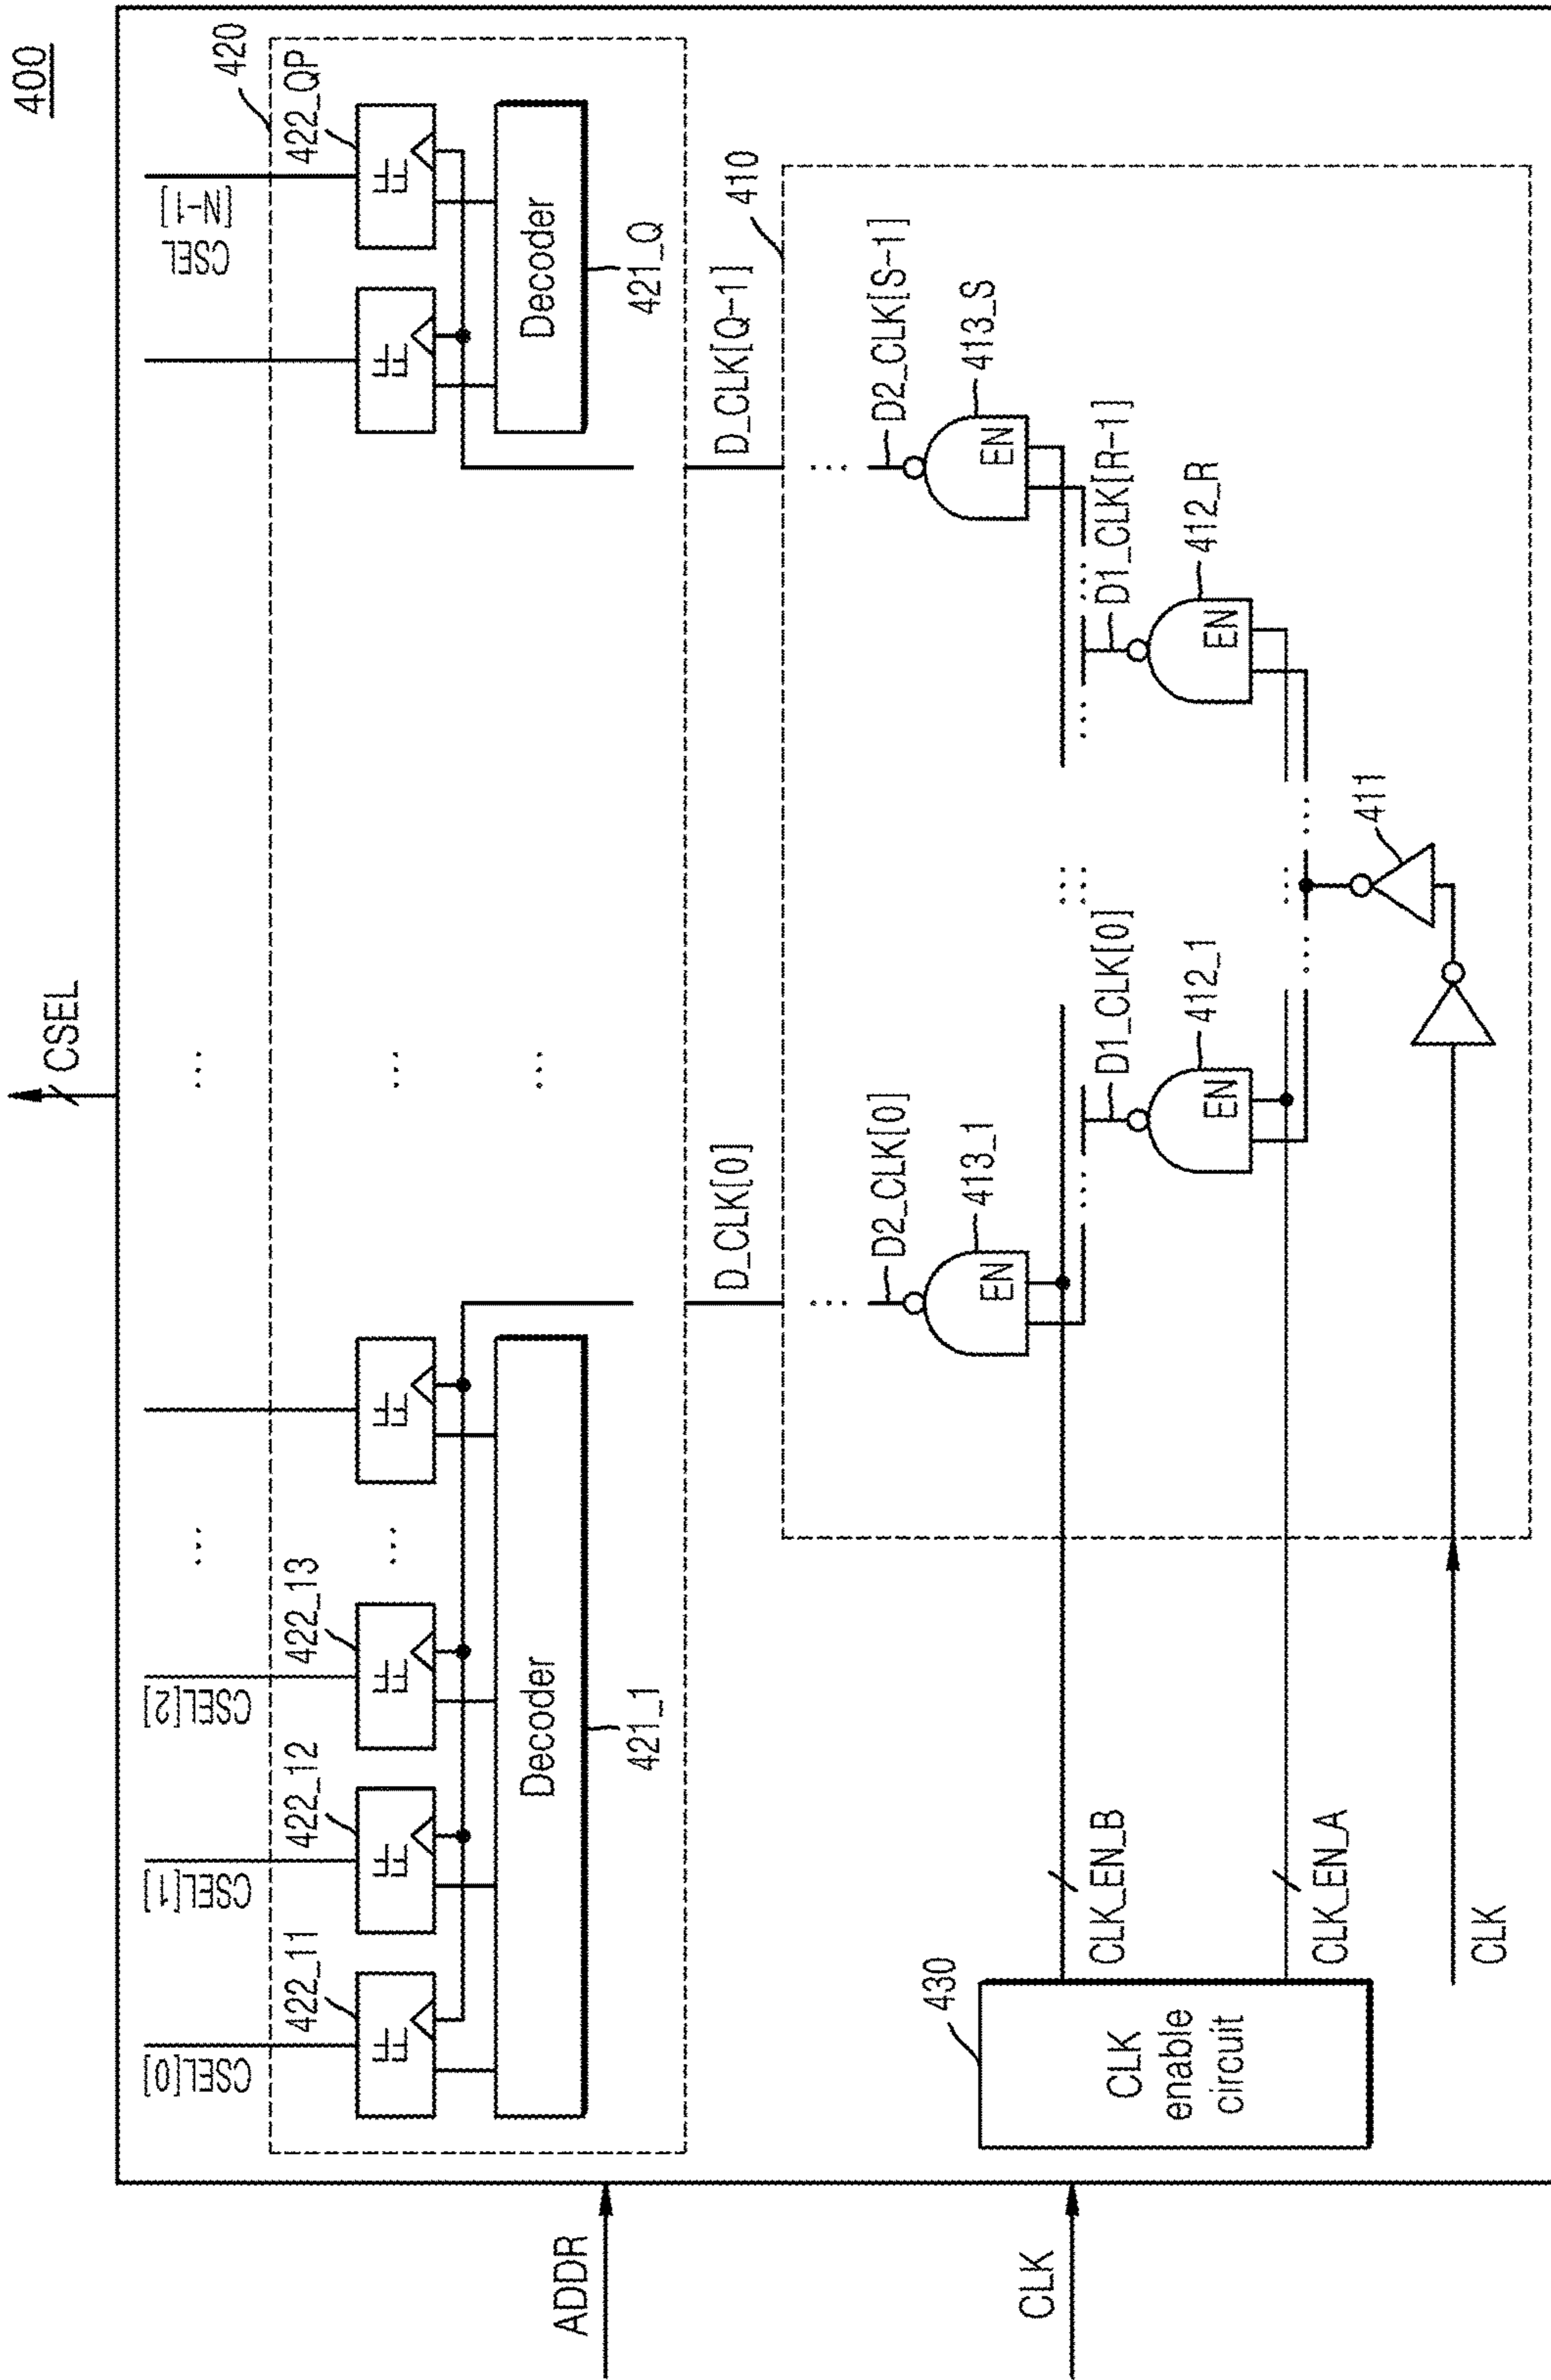 400
CSEL
420
CSEL[0]
CSEL[1]
CSEL[2]
...
...
CSEL
[N-1]
422_11
422_12
422_13
422_QP
FF
FF
FF
...
FF
...
FF
FF
Decoder
...
Decoder
421_1
421_Q
ADDR
D_CLK[0]
D_CLK[Q-1]
410
...
D2_CLK[0]
...
D2_CLK[S-1]
413_1
413_S
EN
EN
430
CLK_EN_B
...
...
...
...
...
D1_CLK[0]
D1_CLK[R-1]
412_1
412_R
EN
EN
CLK
CLK
enable
circuit
CLK_EN_A
...
...
...
...
411
CLK